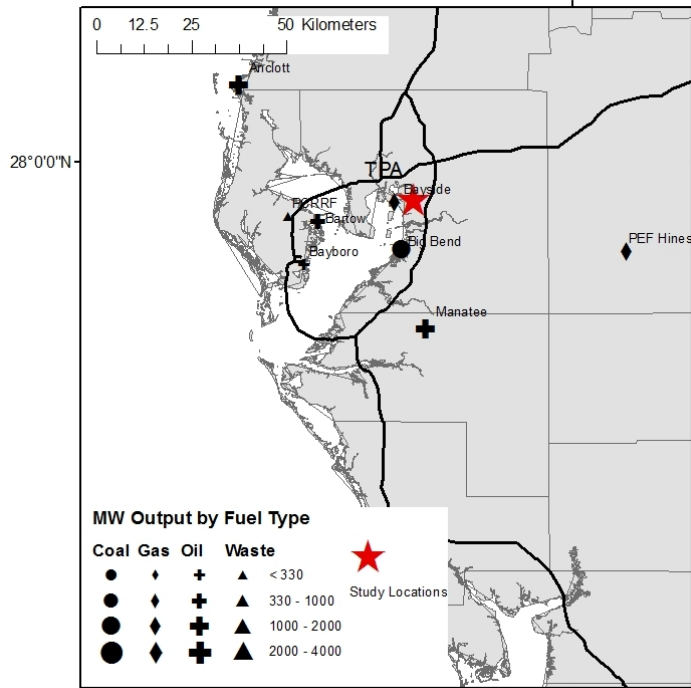 0 12.5 25 50 Kilometers
Anclott
28°0'0"N
TPA
Bayside
PCRRF
Bartow
Big Bend
PEF Hines
Bayboro
Manatee
MW Output by Fuel Type
Coal Gas Oil Waste
< 330
330 - 1000
1000 - 2000
2000 - 4000
Study Locations